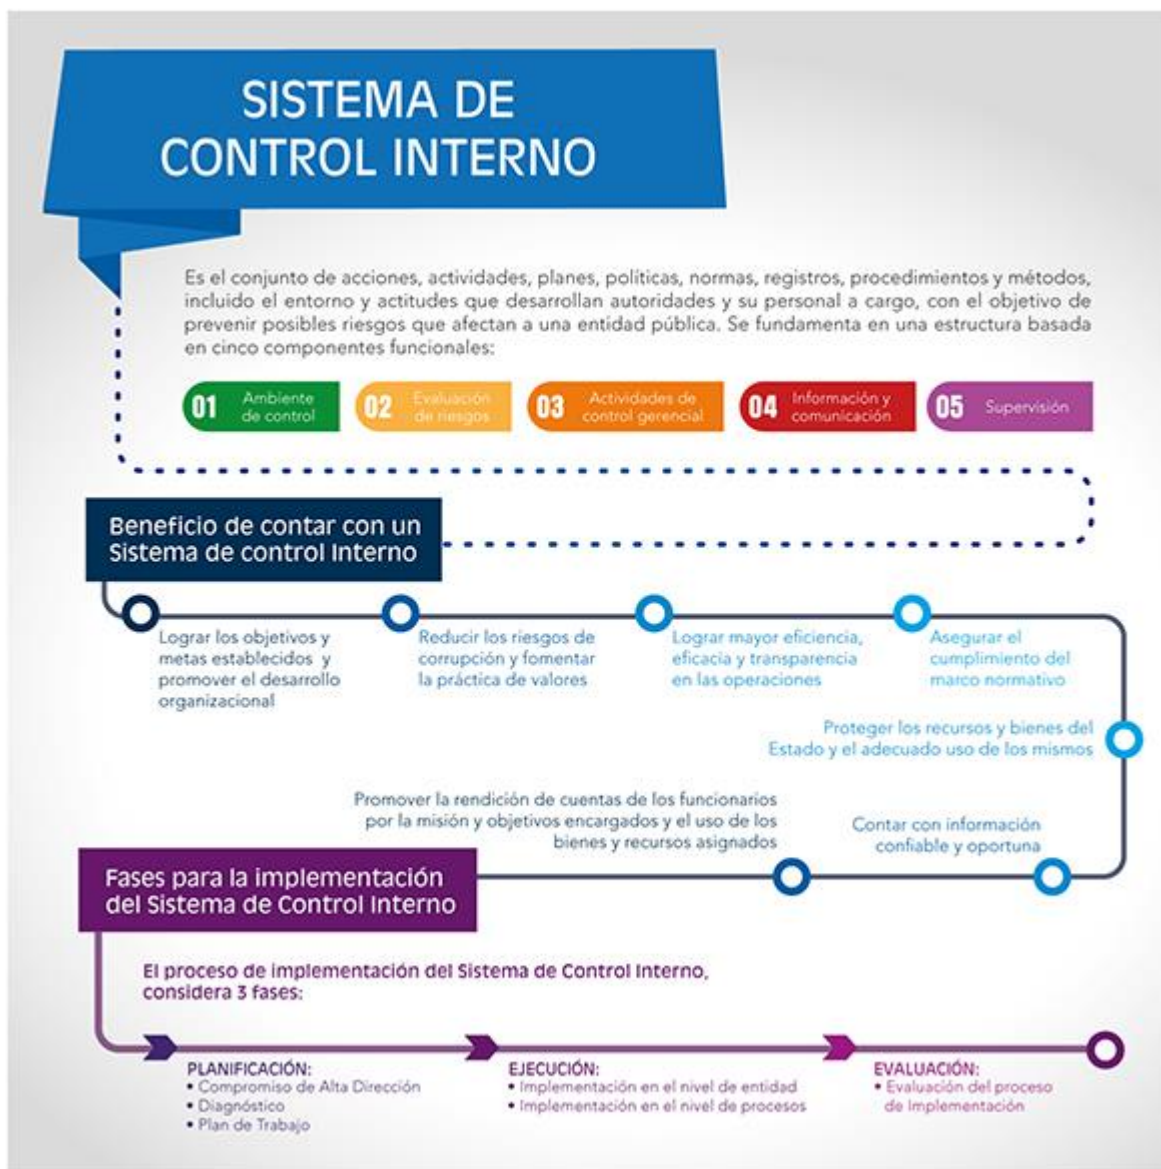 SISTEMA DE
CONTROL INTERNO
Es el conjunto de acciones, actividades, planes, políticas, normas, registros, procedimientos y métodos,
incluido el entorno y actitudes que desarrollan autoridades y su personal a cargo, con el objetivo de
prevenir posibles riesgos que afectan a una entidad pública. Se fundamenta en una estructura basada
en cinco componentes funcionales:
01 Ambiente
de control
02 Evaluación
de riesgos
03 Actividades de
control gerencial
04 Información y
comunicación
05 Supervisión
Beneficio de contar con un
Sistema de control Interno
Lograr los objetivos y
metas establecidos y
promover el desarrollo
organizacional
Reducir los riesgos de
corrupción y fomentar
la práctica de valores
Lograr mayor eficiencia,
eficacia y transparencia
en las operaciones
Asegurar el
cumplimiento del
marco normativo
Proteger los recursos y bienes del
Estado y el adecuado uso de los mismos
Contar con información
confiable y oportuna
Promover la rendición de cuentas de los funcionarios
por la misión y objetivos encargados y el uso de los
bienes y recursos asignados
Fases para la implementación
del Sistema de Control Interno
El proceso de implementación del Sistema de Control Interno,
considera 3 fases:
PLANIFICACIÓN:
• Compromiso de Alta Dirección
• Diagnóstico
• Plan de Trabajo
EJECUCIÓN:
• Implementación en el nivel de entidad
• Implementación en el nivel de procesos
EVALUACIÓN:
• Evaluación del proceso
de Implementación